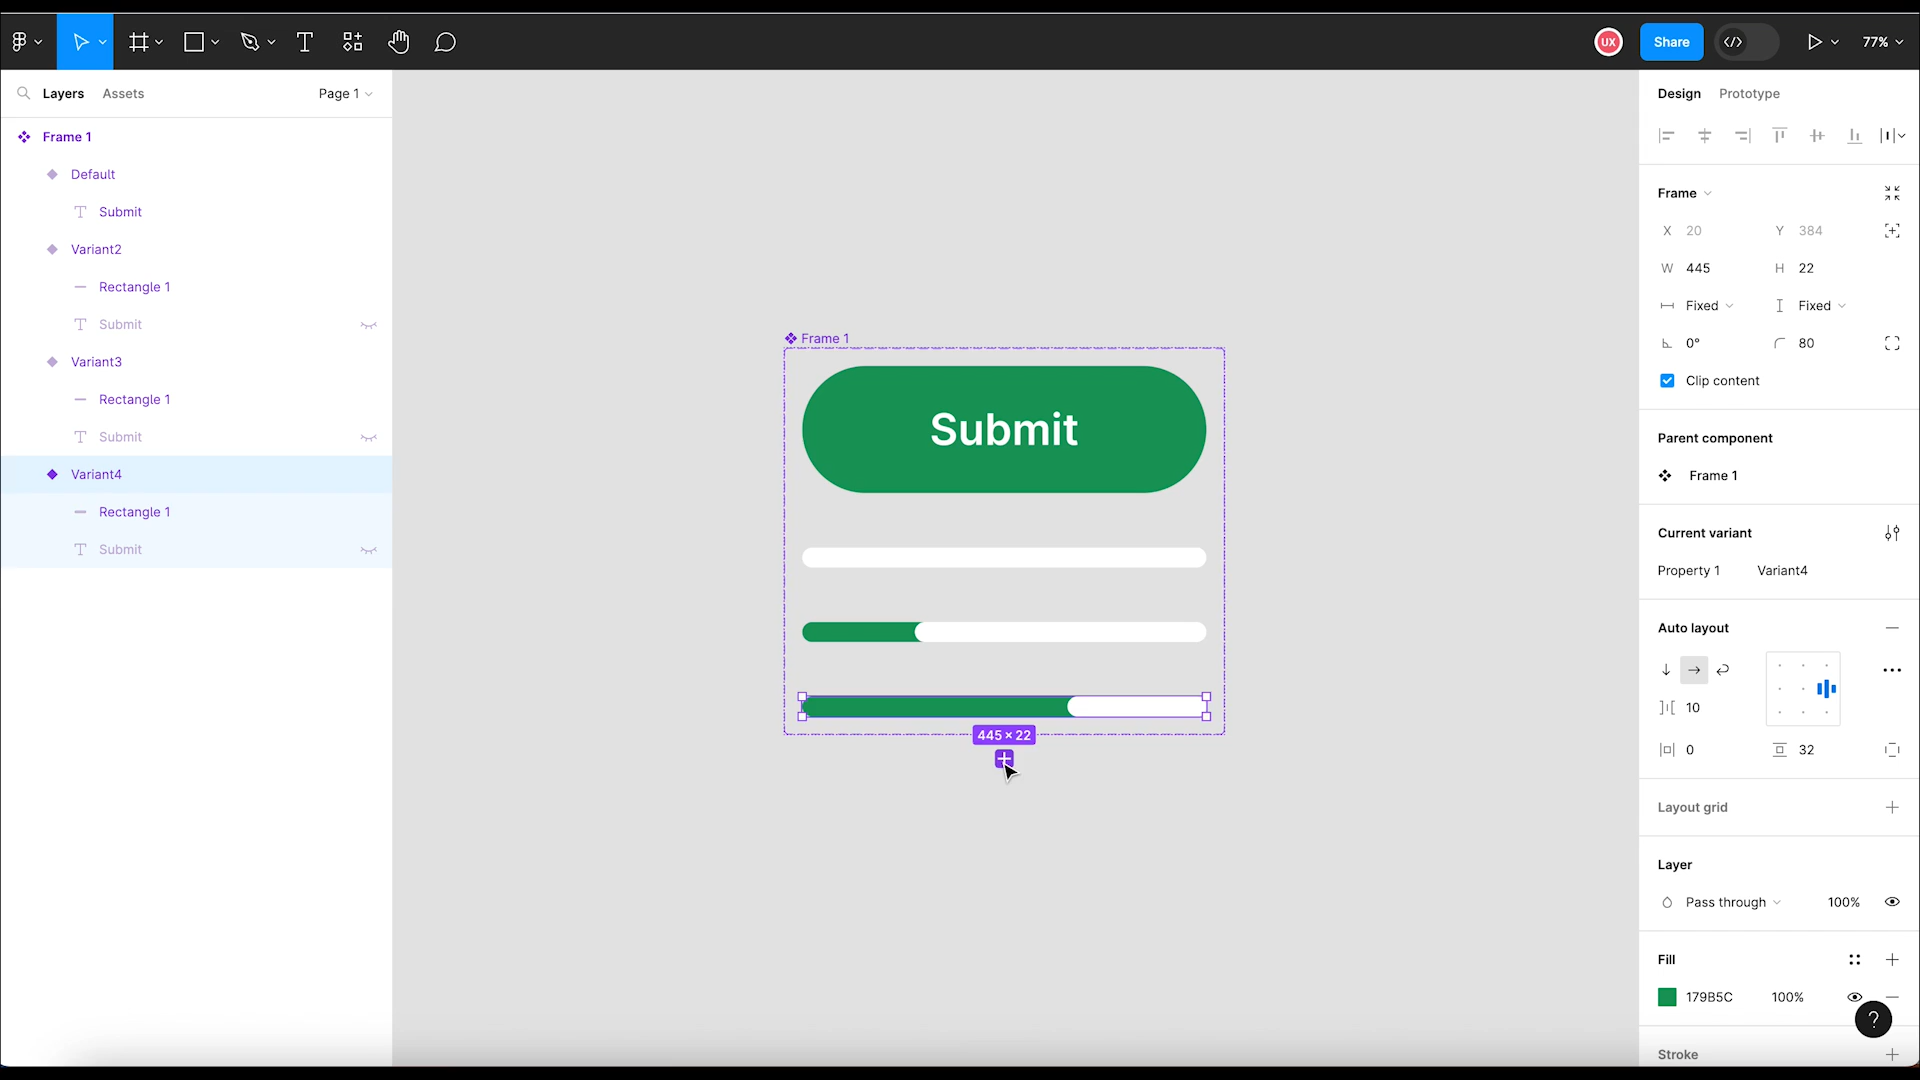 UX
Share
77%
Layers
Assets
Page 1
Design
Prototype
Frame 1
Default
Submit
Variant2
Rectangle 1
Submit
Variant3
Rectangle 1
Submit
Variant4
Rectangle 1
Submit
Frame 1
Submit
445 × 22
Frame
X 20
Y 384
W 445
H 22
Fixed
Fixed
0°
80
Clip content
Parent component
Frame 1
Current variant
Property 1
Variant4
Auto layout
10
0
32
Layout grid
Layer
Pass through
100%
Fill
179B5C
100%
?
Stroke